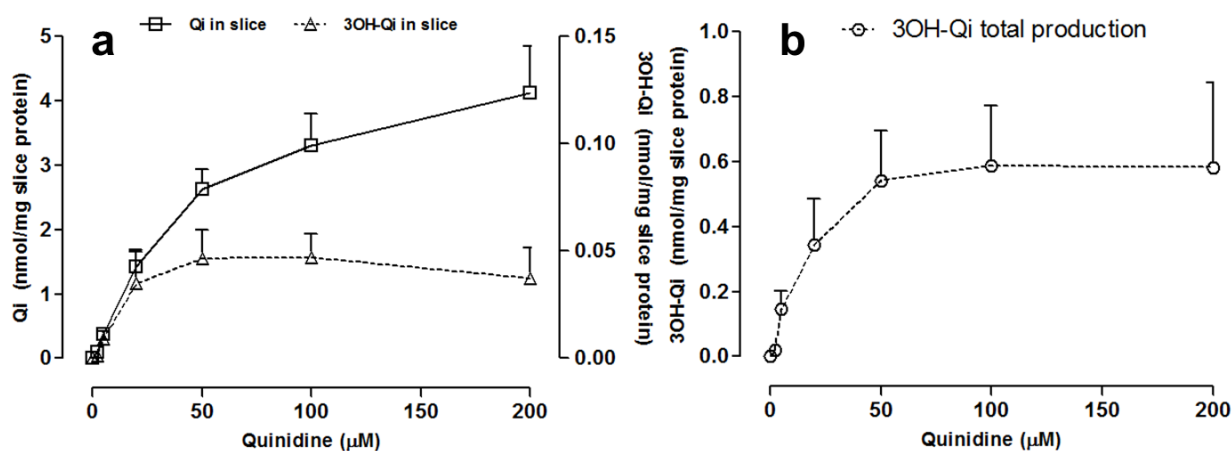 a
Qi in slice
3OH-Qi in slice
5
4
3
2
1
0
Qi (nmol/mg slice protein)
0.15
0.10
0.05
0.00
3OH-Qi (nmol/mg slice protein)
0 50 100 150 200
Quinidine (µM)
b
3OH-Qi total production
1.0
0.8
0.6
0.4
0.2
0.0
3OH-Qi (nmol/mg slice protein)
0 50 100 150 200
Quinidine (µM)